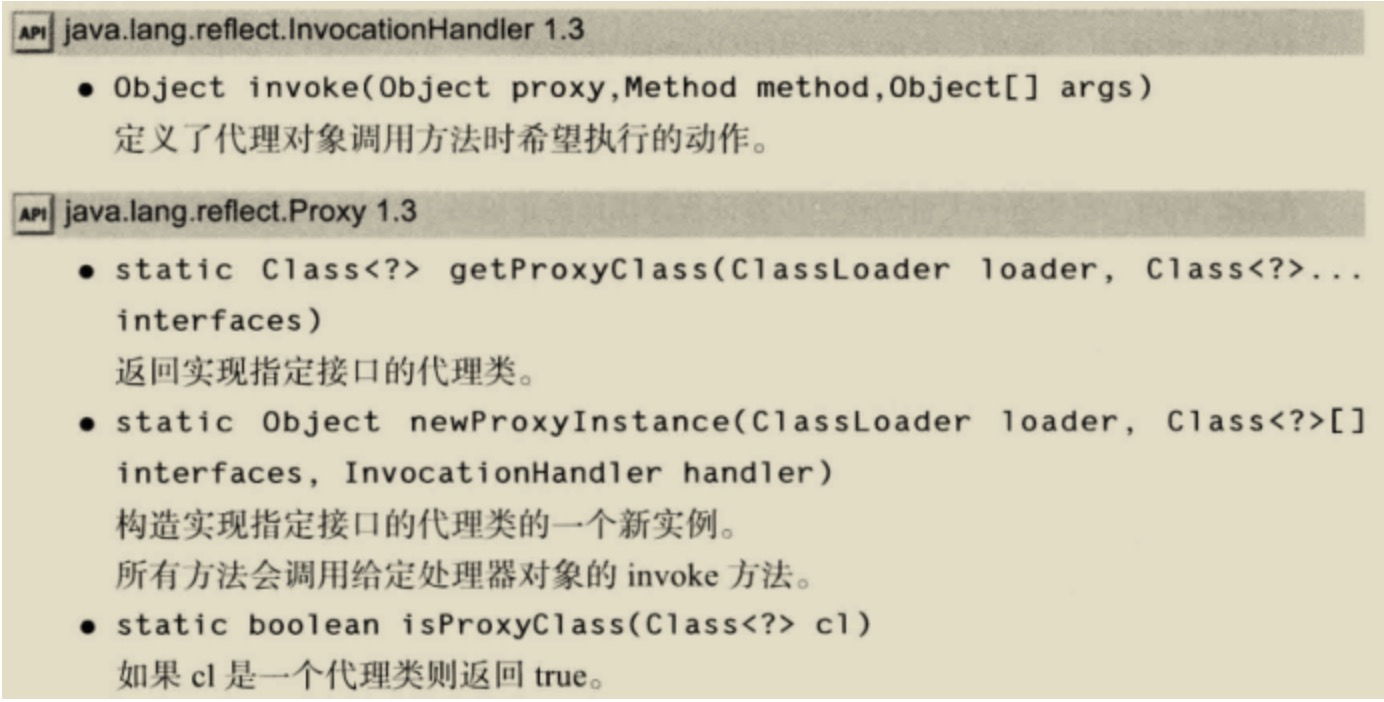 API java.lang.reflect.InvocationHandler 1.3
● Object invoke(Object proxy,Method method,Object[] args)
定义了代理对象调用方法时希望执行的动作。
API java.lang.reflect.Proxy 1.3
● static Class<?> getProxyClass(ClassLoader loader, Class<?>...
interfaces)
返回实现指定接口的代理类。
● static Object newProxyInstance(ClassLoader loader, Class<?>[]
interfaces, InvocationHandler handler)
构造实现指定接口的代理类的一个新实例。
所有方法会调用给定处理器对象的 invoke 方法。
● static boolean isProxyClass(Class<?> cl)
如果 cl 是一个代理类则返回 true。